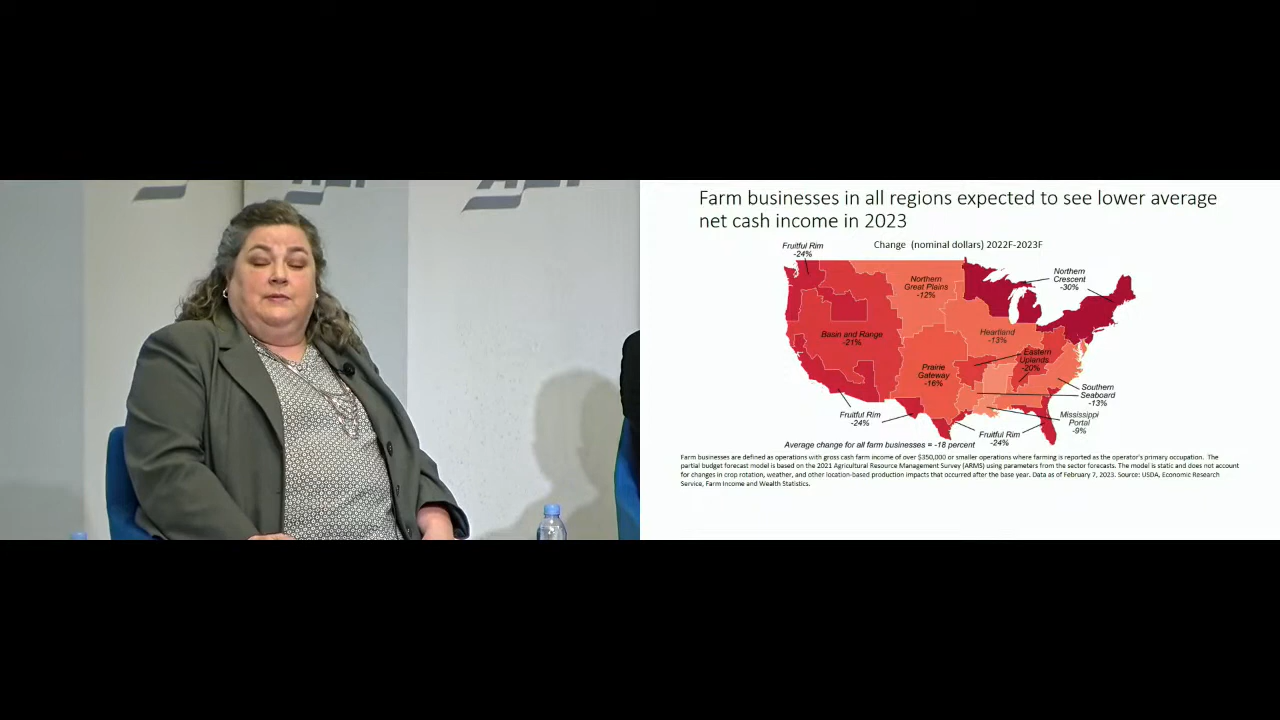 Farm businesses in all regions expected to see lower average
net cash income in 2023
Change (nominal dollars) 2022F-2023F
Fruitful Rim
-24%
Northern
Great Plains
-12%
Northern
Crescent
-30%
Basin and Range
-21%
Heartland
-13%
Eastern
Uplands
-20%
Prairie
Gateway
-16%
Southern
Seaboard
-13%
Fruitful Rim
-24%
Mississippi
Portal
-9%
Fruitful Rim
-24%
Average change for all farm businesses = -18 percent
Farm businesses are defined as operations with gross cash farm income of over $350,000 or smaller operations where farming is reported as the operator's primary occupation. The
partial budget forecast model is based on the 2021 Agricultural Resource Management Survey (ARMS) using parameters from the sector forecasts. The model is static and does not account
for changes in crop rotation, weather, and other location-based production impacts that occurred after the base year. Data as of February 7, 2023. Source: USDA, Economic Research
Service, Farm Income and Wealth Statistics.